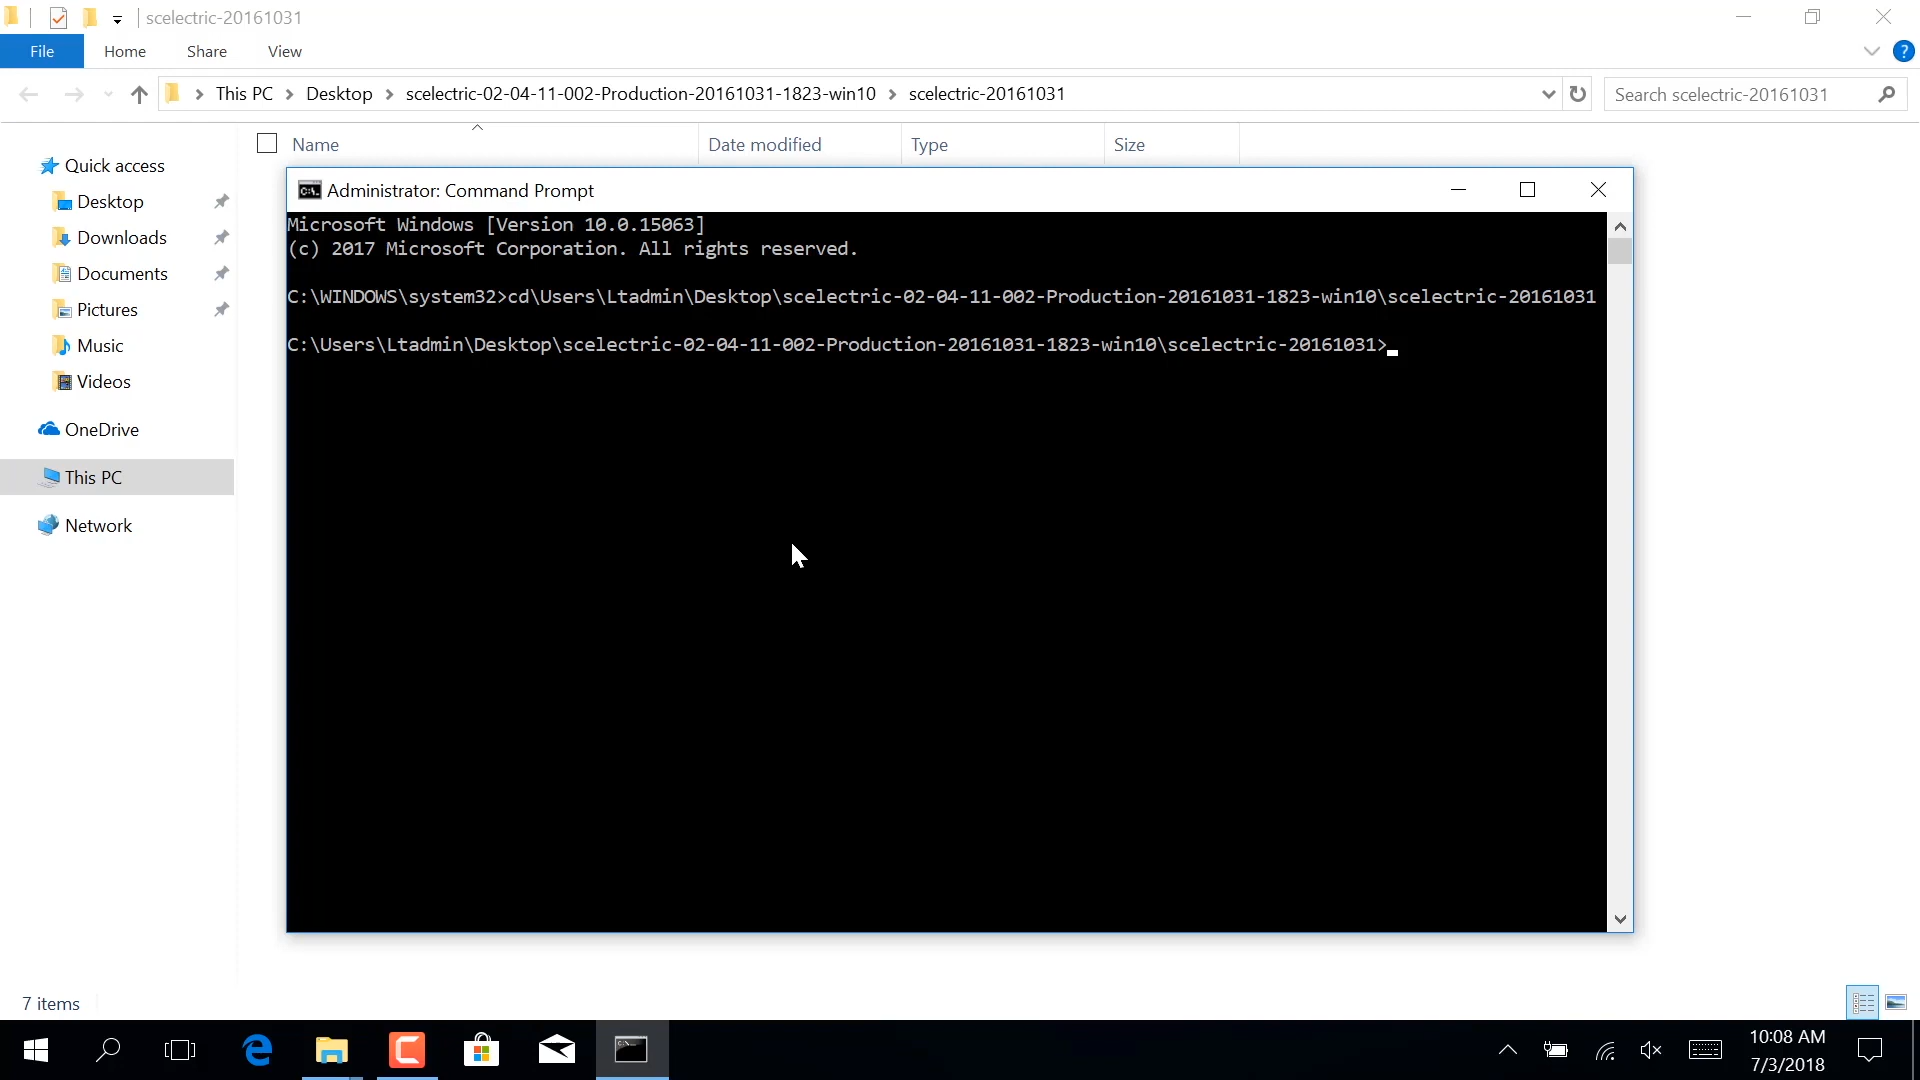 scelectric-20161031
File Home Share View
This PC Desktop scelectric-02-04-11-002-Production-20161031-1823-win10 scelectric-20161031
Search scelectric-20161031
Name Date modified Type Size
Quick access
Desktop
Downloads
Documents
Pictures
Music
Videos
OneDrive
This PC
Network
Administrator: Command Prompt
Microsoft Windows [Version 10.0.15063]
(c) 2017 Microsoft Corporation. All rights reserved.
C:\WINDOWS\system32>cd\Users\Ltadmin\Desktop\scelectric-02-04-11-002-Production-20161031-1823-win10\scelectric-20161031
C:\Users\Ltadmin\Desktop\scelectric-02-04-11-002-Production-20161031-1823-win10\scelectric-20161031>
7 items
10:08 AM
7/3/2018